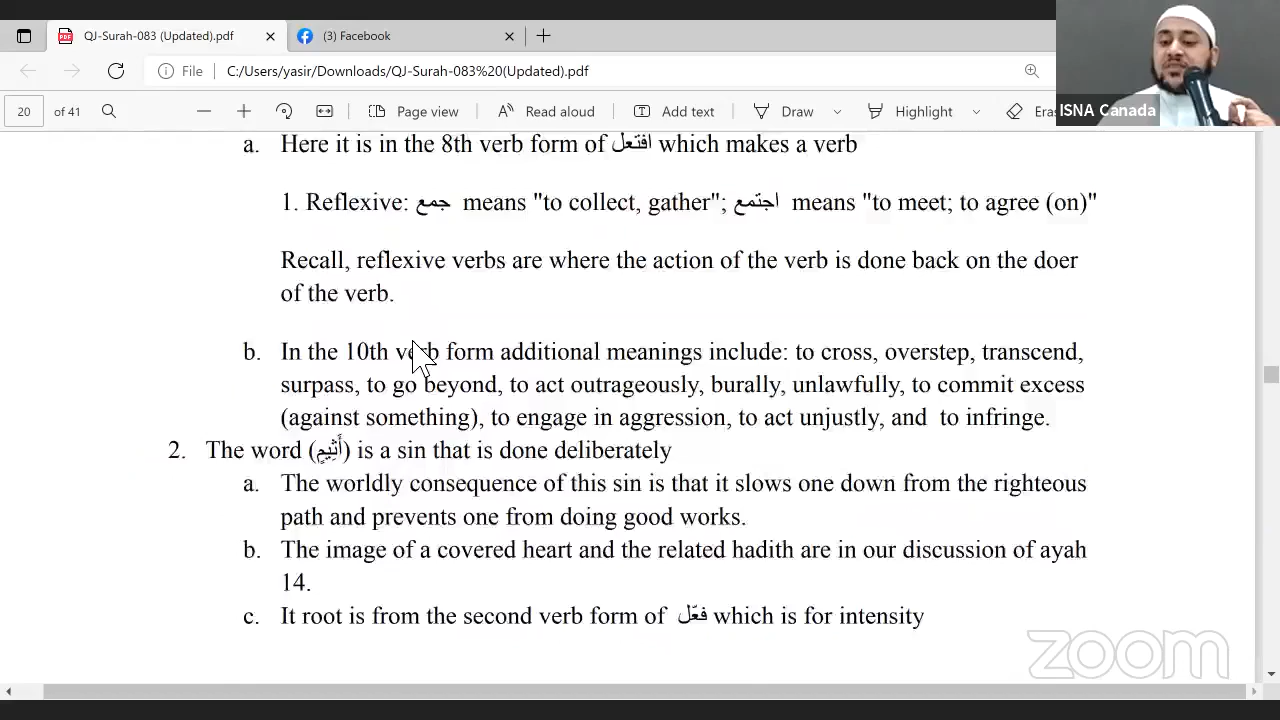 QJ-Surah-083 (Updated).pdf
(3) Facebook
File
C:/Users/yasir/Downloads/QJ-Surah-083%20(Updated).pdf
20 of 41
Page view
Read aloud
Add text
Draw
Highlight
Eras
ISNA Canada
a. Here it is in the 8th verb form of افتعل which makes a verb
1. Reflexive: جمع means "to collect, gather"; اجتمع means "to meet; to agree (on)"
Recall, reflexive verbs are where the action of the verb is done back on the doer
of the verb.
b. In the 10th verb form additional meanings include: to cross, overstep, transcend,
surpass, to go beyond, to act outrageously, burally, unlawfully, to commit excess
(against something), to engage in aggression, to act unjustly, and to infringe.
2. The word (أَثِيمٍ) is a sin that is done deliberately
a. The worldly consequence of this sin is that it slows one down from the righteous
path and prevents one from doing good works.
b. The image of a covered heart and the related hadith are in our discussion of ayah
14.
c. It root is from the second verb form of فعّل which is for intensity
zoom